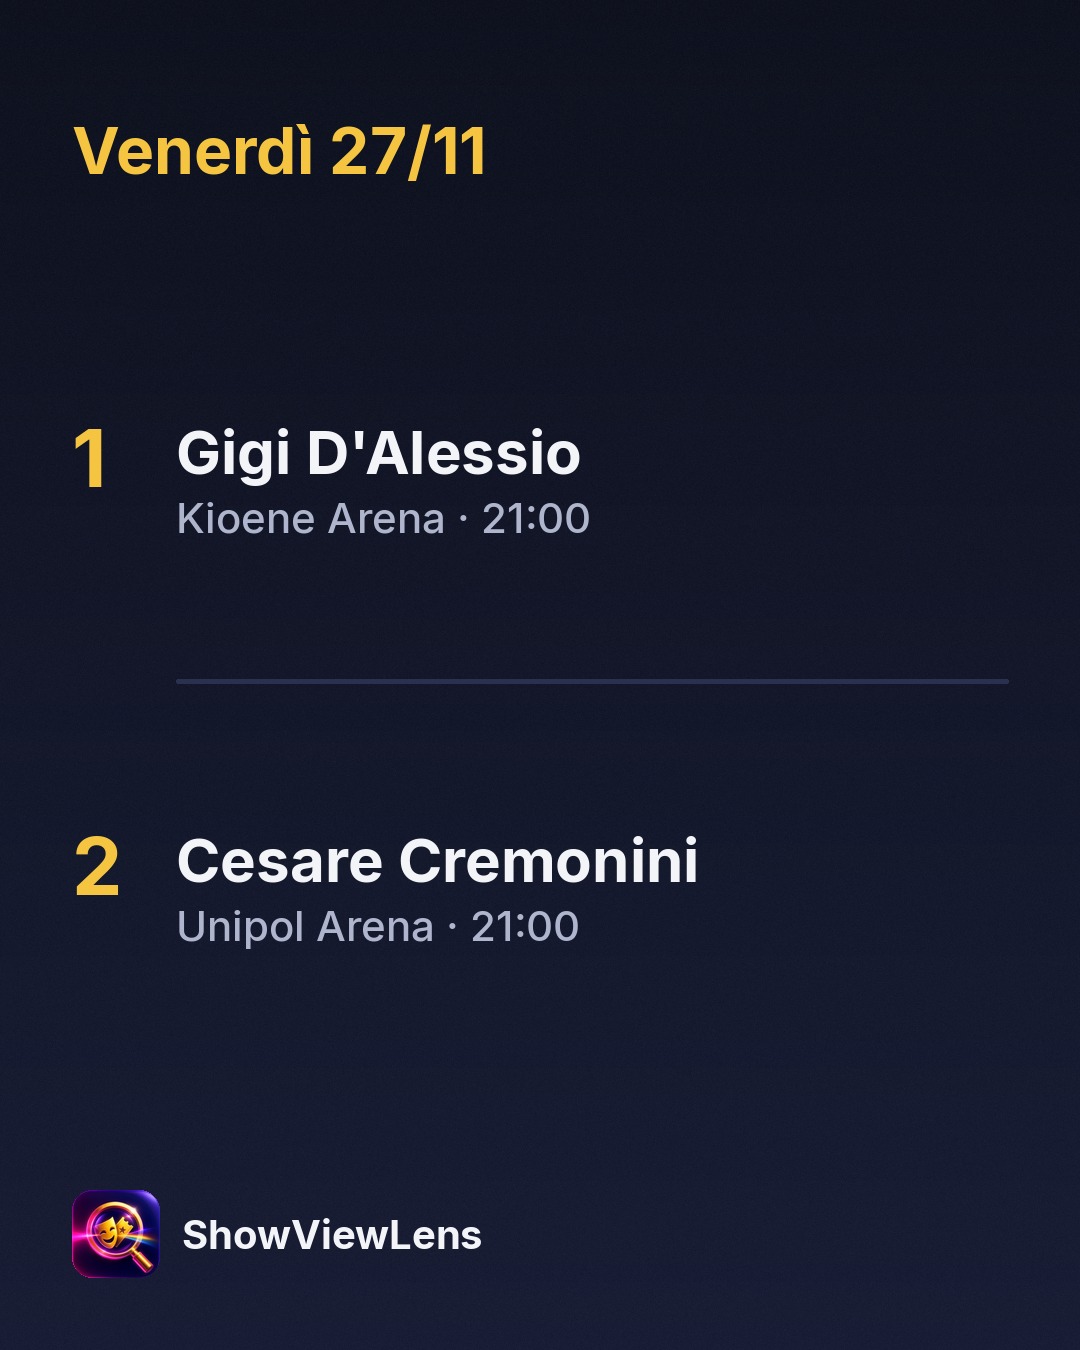 Venerdì 27/11
1 Gigi D'Alessio
Kioene Arena · 21:00
2 Cesare Cremonini
Unipol Arena · 21:00
ShowViewLens